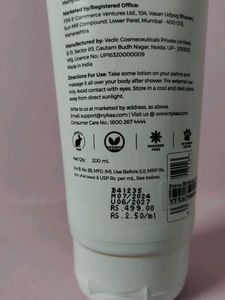 Marketed by/Registered Office:
FSN E-Commerce Ventures Ltd., 104, Vasan Udyog Bhavan,
Sun Mill Compound, Lower Parel, Mumbai - 400 013,
Maharashtra
Manufactured by: Vedic Cosmeceuticals Private Limited,
Sector 85, Gautam Budh Nagar, Noida, UP - 201305
Mfg. Licence No.: UP16320000009
Made in India
Directions For Use: Take some lotion on your palms and
massage it all over your body after shower. For external use
only. Avoid contact with eyes. Store in a cool and dry place
away from direct sunlight.
Write to us at marketed by address, as above.
Email: support@nykaa.com | Visit us @ www.nykaa.com
Consumer Care No.: 1800 267 4444
VEGAN
PARABEN
FREE
Net Qty:
200 mL
For B. No (B), MFD. (M), Use Before (U), MRP Rs.
(incl. of all taxes) & USP Rs. per mL, See below.
B41235
M07/2024
U06/2027
RS.499.00
RS.2.50/ml